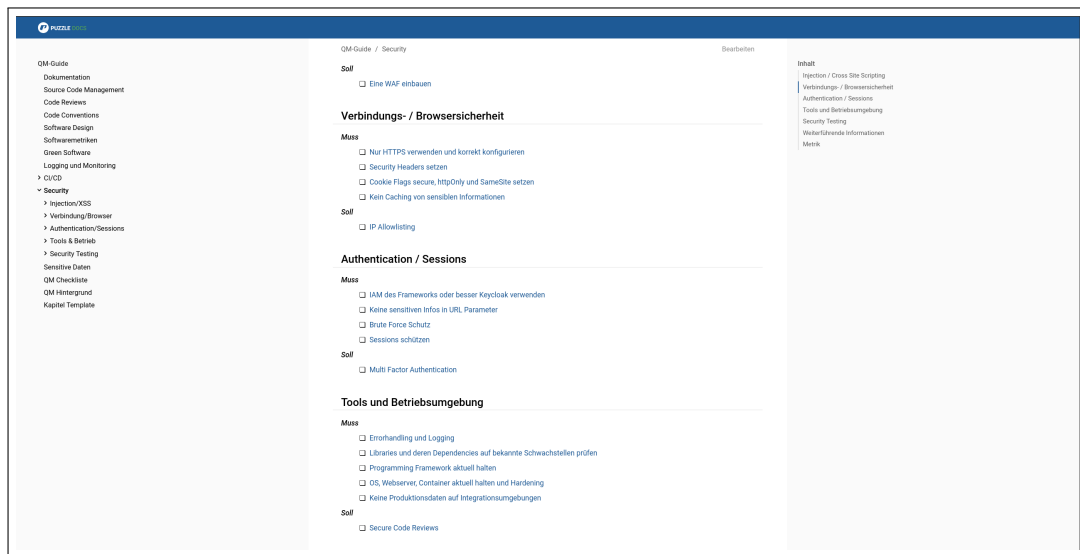 PUZZLE DOCS
QM-Guide
Dokumentation
Source Code Management
Code Reviews
Code Conventions
Software Design
Softwaremetriken
Green Software
Logging und Monitoring
CI/CD
Security
Injection/XSS
Verbindung/Browser
Authentication/Sessions
Tools & Betrieb
Security Testing
Sensitive Daten
QM Checkliste
QM Hintergrund
Kapitel Template
QM-Guide / Security
Bearbeiten
Soll
Eine WAF einbauen
Verbindungs- / Browsersicherheit
Muss
Nur HTTPS verwenden und korrekt konfigurieren
Security Headers setzen
Cookie Flags secure, httpOnly und SameSite setzen
Kein Caching von sensiblen Informationen
Soll
IP Allowlisting
Authentication / Sessions
Muss
IAM des Frameworks oder besser Keycloak verwenden
Keine sensitiven Infos in URL Parameter
Brute Force Schutz
Sessions schützen
Soll
Multi Factor Authentication
Tools und Betriebsumgebung
Muss
Errorhandling und Logging
Libraries und deren Dependencies auf bekannte Schwachstellen prüfen
Programming Framework aktuell halten
OS, Webserver, Container aktuell halten und Hardening
Keine Produktionsdaten auf Integrationsumgebungen
Soll
Secure Code Reviews
Inhalt
Injection / Cross Site Scripting
Verbindungs- / Browsersicherheit
Authentication / Sessions
Tools und Betriebsumgebung
Security Testing
Weiterführende Informationen
Metrik